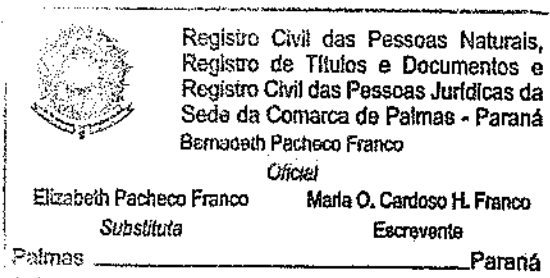 Registro Civil das Pessoas Naturais,
Registro de Títulos e Documentos e
Registro Civil das Pessoas Jurídicas da
Sede da Comarca de Palmas - Paraná
Bernadeth Pacheco Franco
Oficial
Elizabeth Pacheco Franco Maria O. Cardoso H. Franco
Substituta Escrevente
Palmas ____________________ Paraná